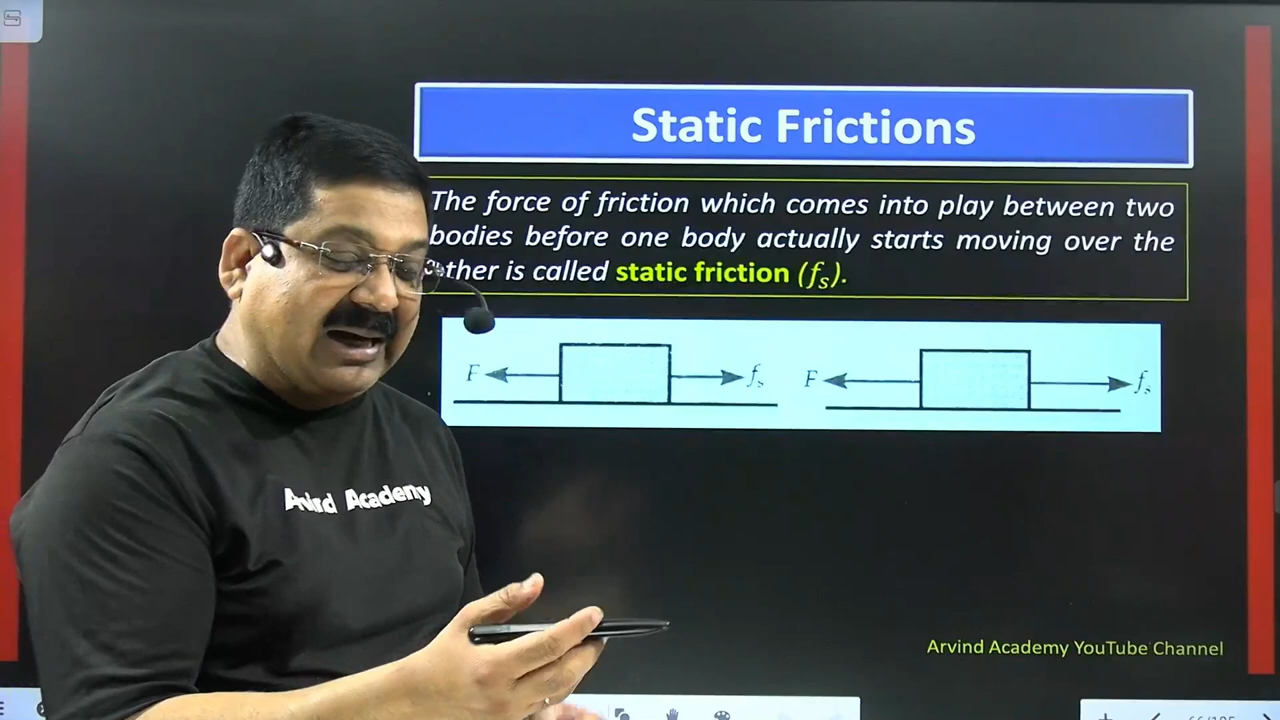 Static Frictions
The force of friction which comes into play between two
bodies before one body actually starts moving over the
other is called static friction (fₛ).
F fₛ F fₛ
Arvind Academy
Arvind Academy YouTube Channel